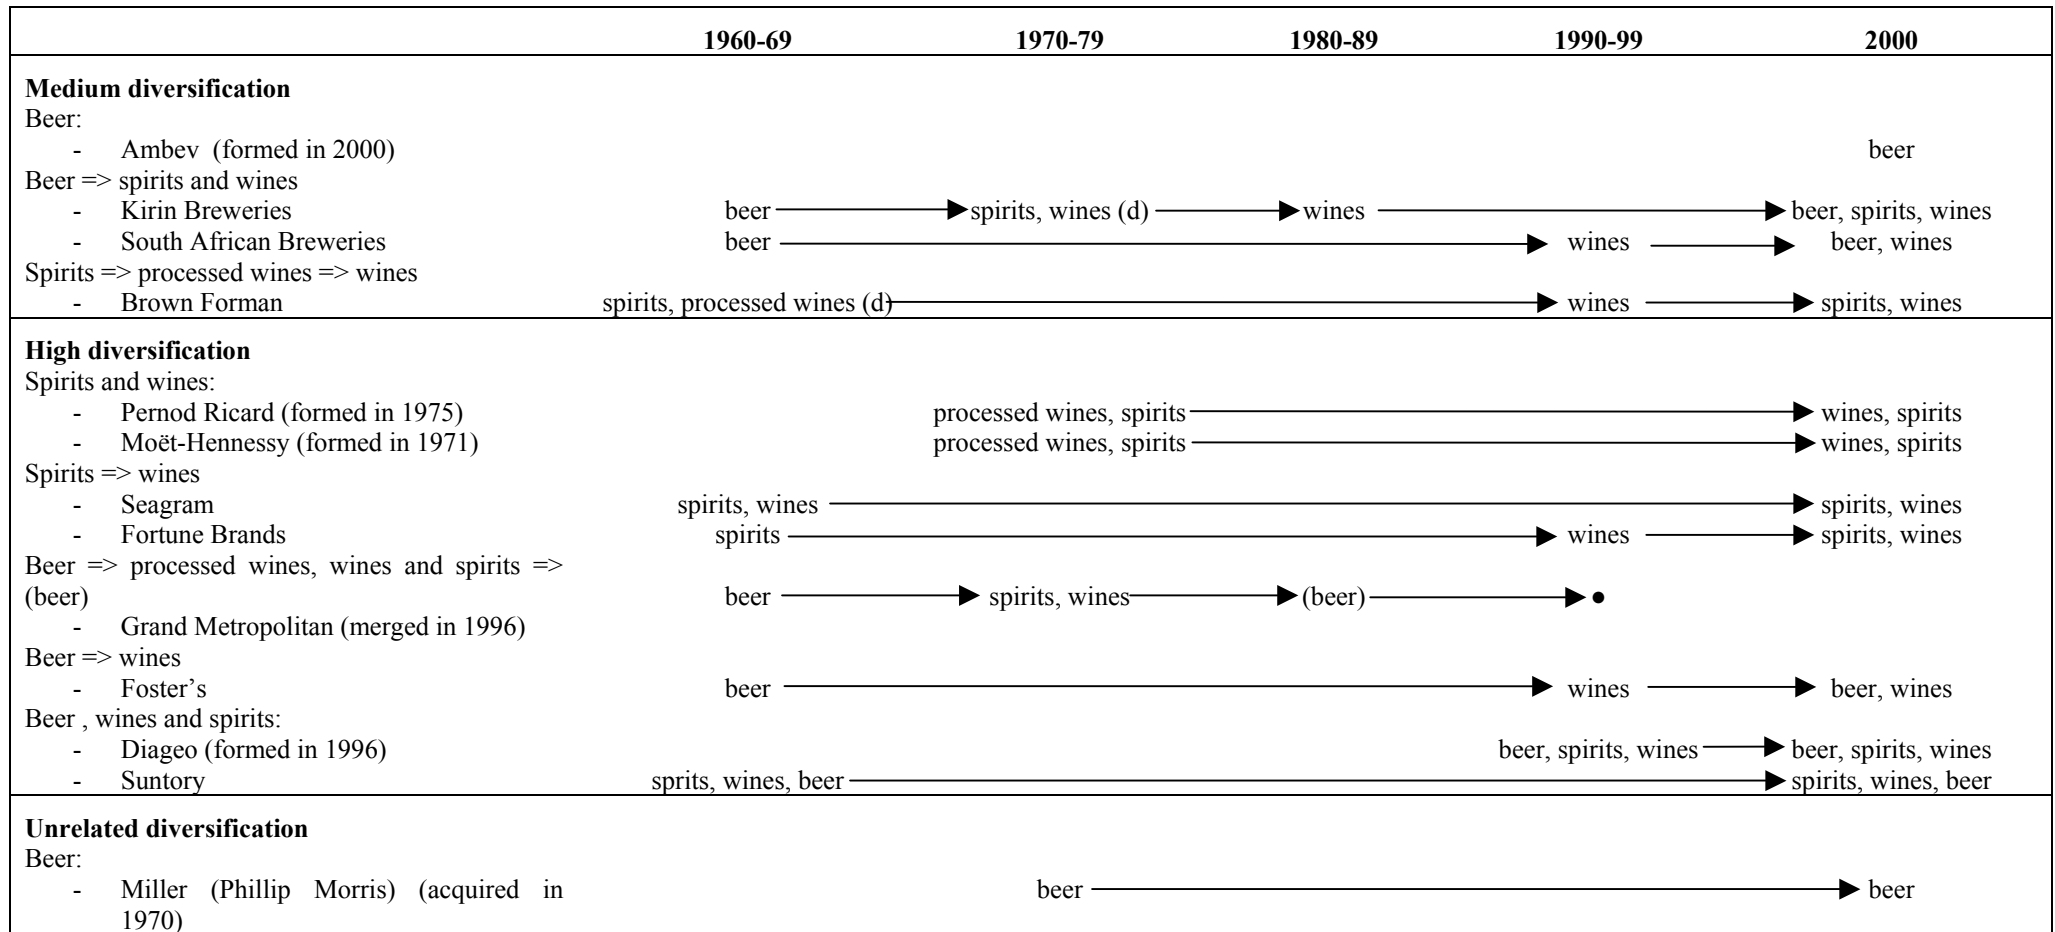 1960-69 1970-79 1980-89 1990-99 2000
Medium diversification
Beer:
- Ambev (formed in 2000) beer
Beer => spirits and wines
- Kirin Breweries beer spirits, wines (d) wines beer, spirits, wines
- South African Breweries beer wines beer, wines
Spirits => processed wines => wines
- Brown Forman spirits, processed wines (d) wines spirits, wines
High diversification
Spirits and wines:
- Pernod Ricard (formed in 1975) processed wines, spirits wines, spirits
- Moët-Hennessy (formed in 1971) processed wines, spirits wines, spirits
Spirits => wines
- Seagram spirits, wines spirits, wines
- Fortune Brands spirits wines spirits, wines
Beer => processed wines, wines and spirits =>
(beer) beer spirits, wines (beer) •
- Grand Metropolitan (merged in 1996)
Beer => wines
- Foster’s beer wines beer, wines
Beer , wines and spirits:
- Diageo (formed in 1996) beer, spirits, wines beer, spirits, wines
- Suntory sprits, wines, beer spirits, wines, beer
Unrelated diversification
Beer:
- Miller (Phillip Morris) (acquired in beer beer
1970)